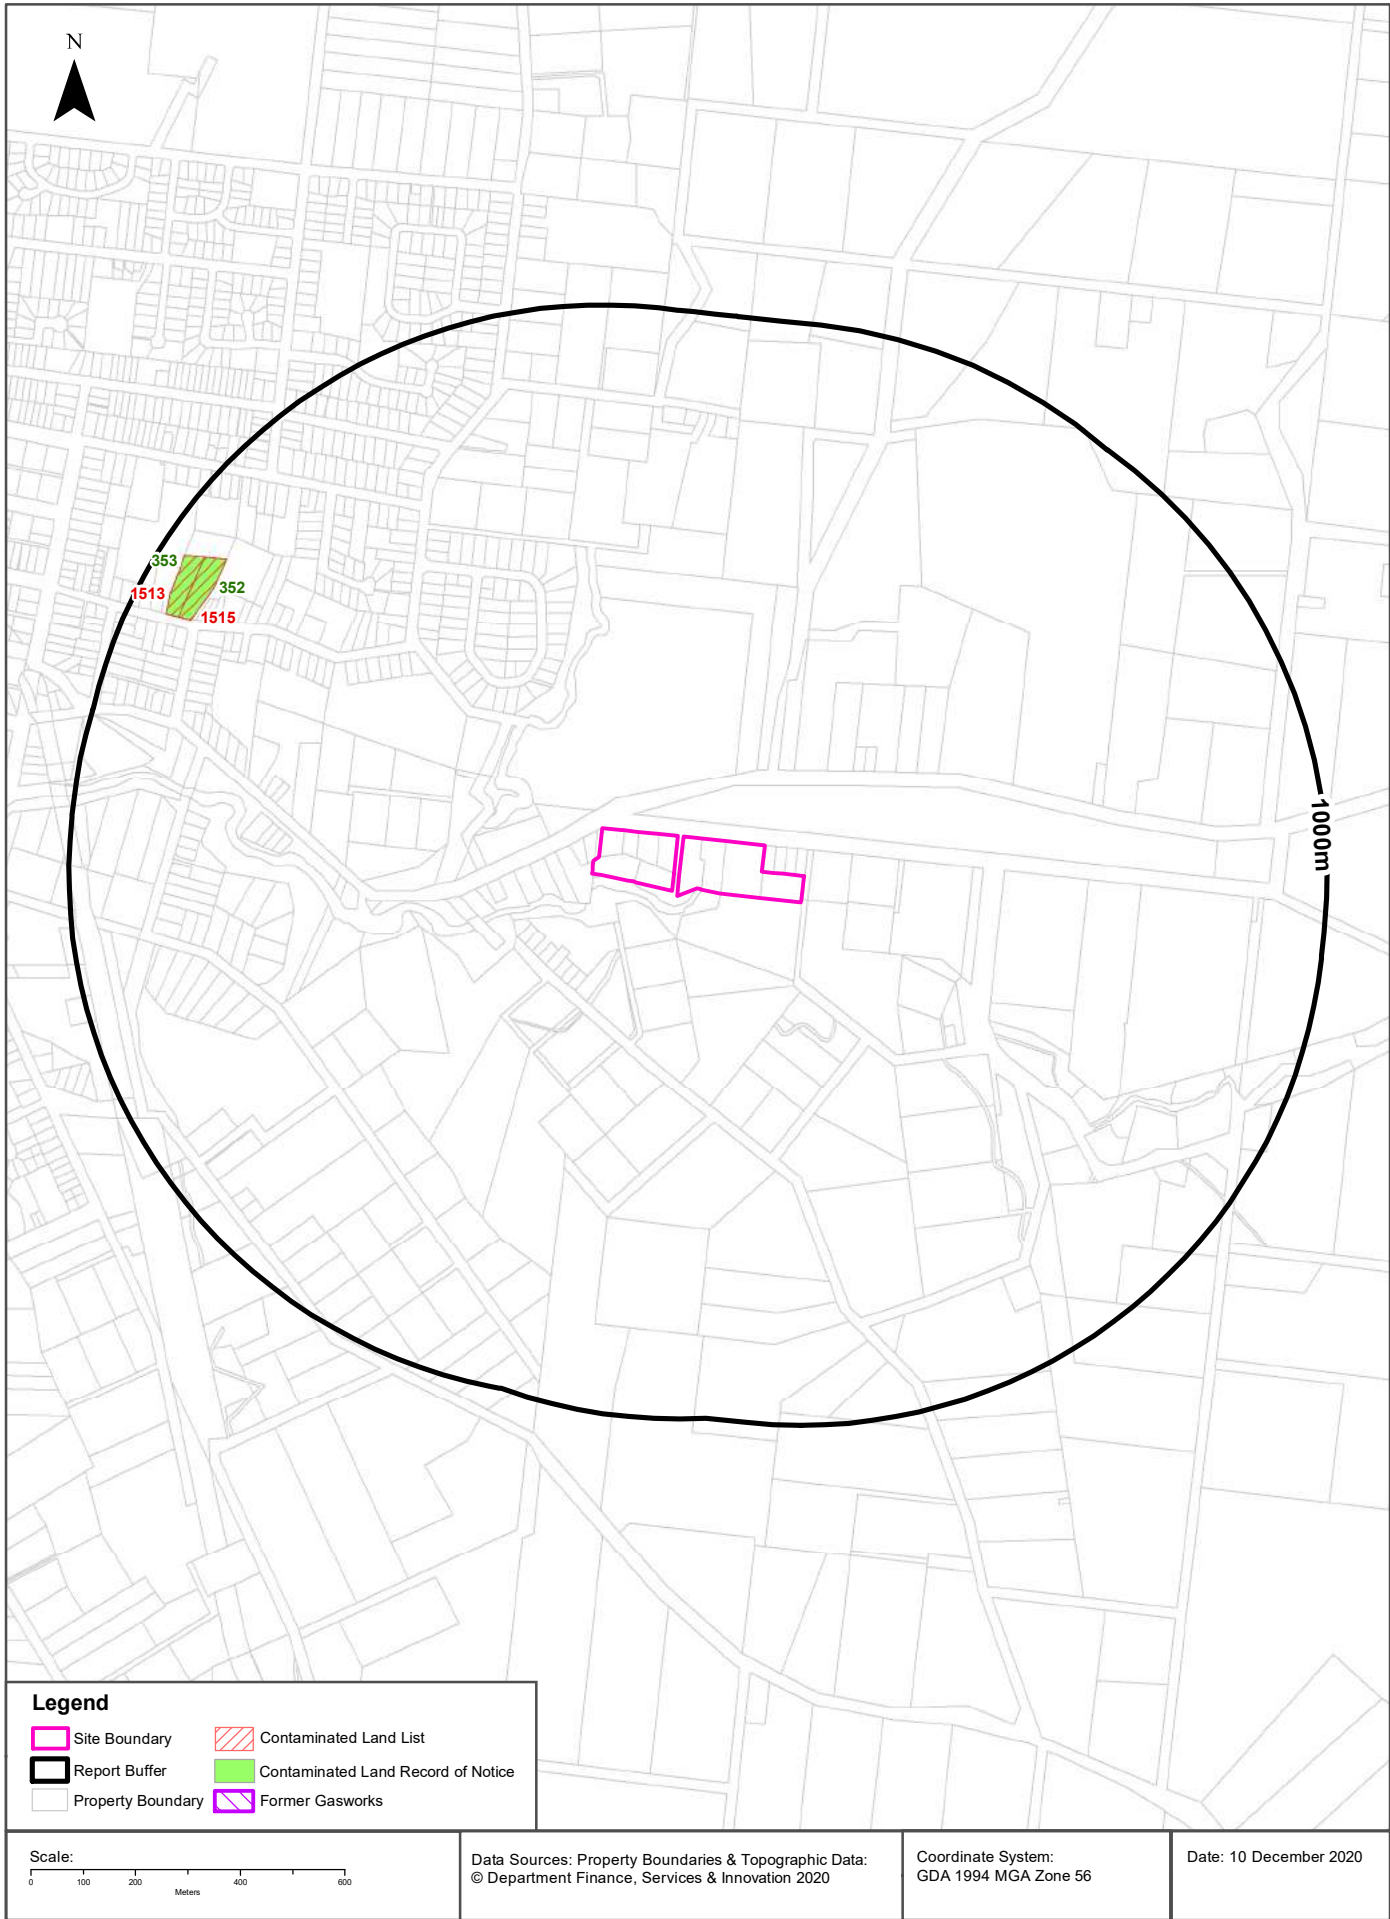 N
353
352
1513
1515
1000m
Legend
Site Boundary
Contaminated Land List
Report Buffer
Contaminated Land Record of Notice
Property Boundary
Former Gasworks
Scale:
0 100 200 400 600
Meters
Data Sources: Property Boundaries & Topographic Data:
© Department Finance, Services & Innovation 2020
Coordinate System:
GDA 1994 MGA Zone 56
Date: 10 December 2020